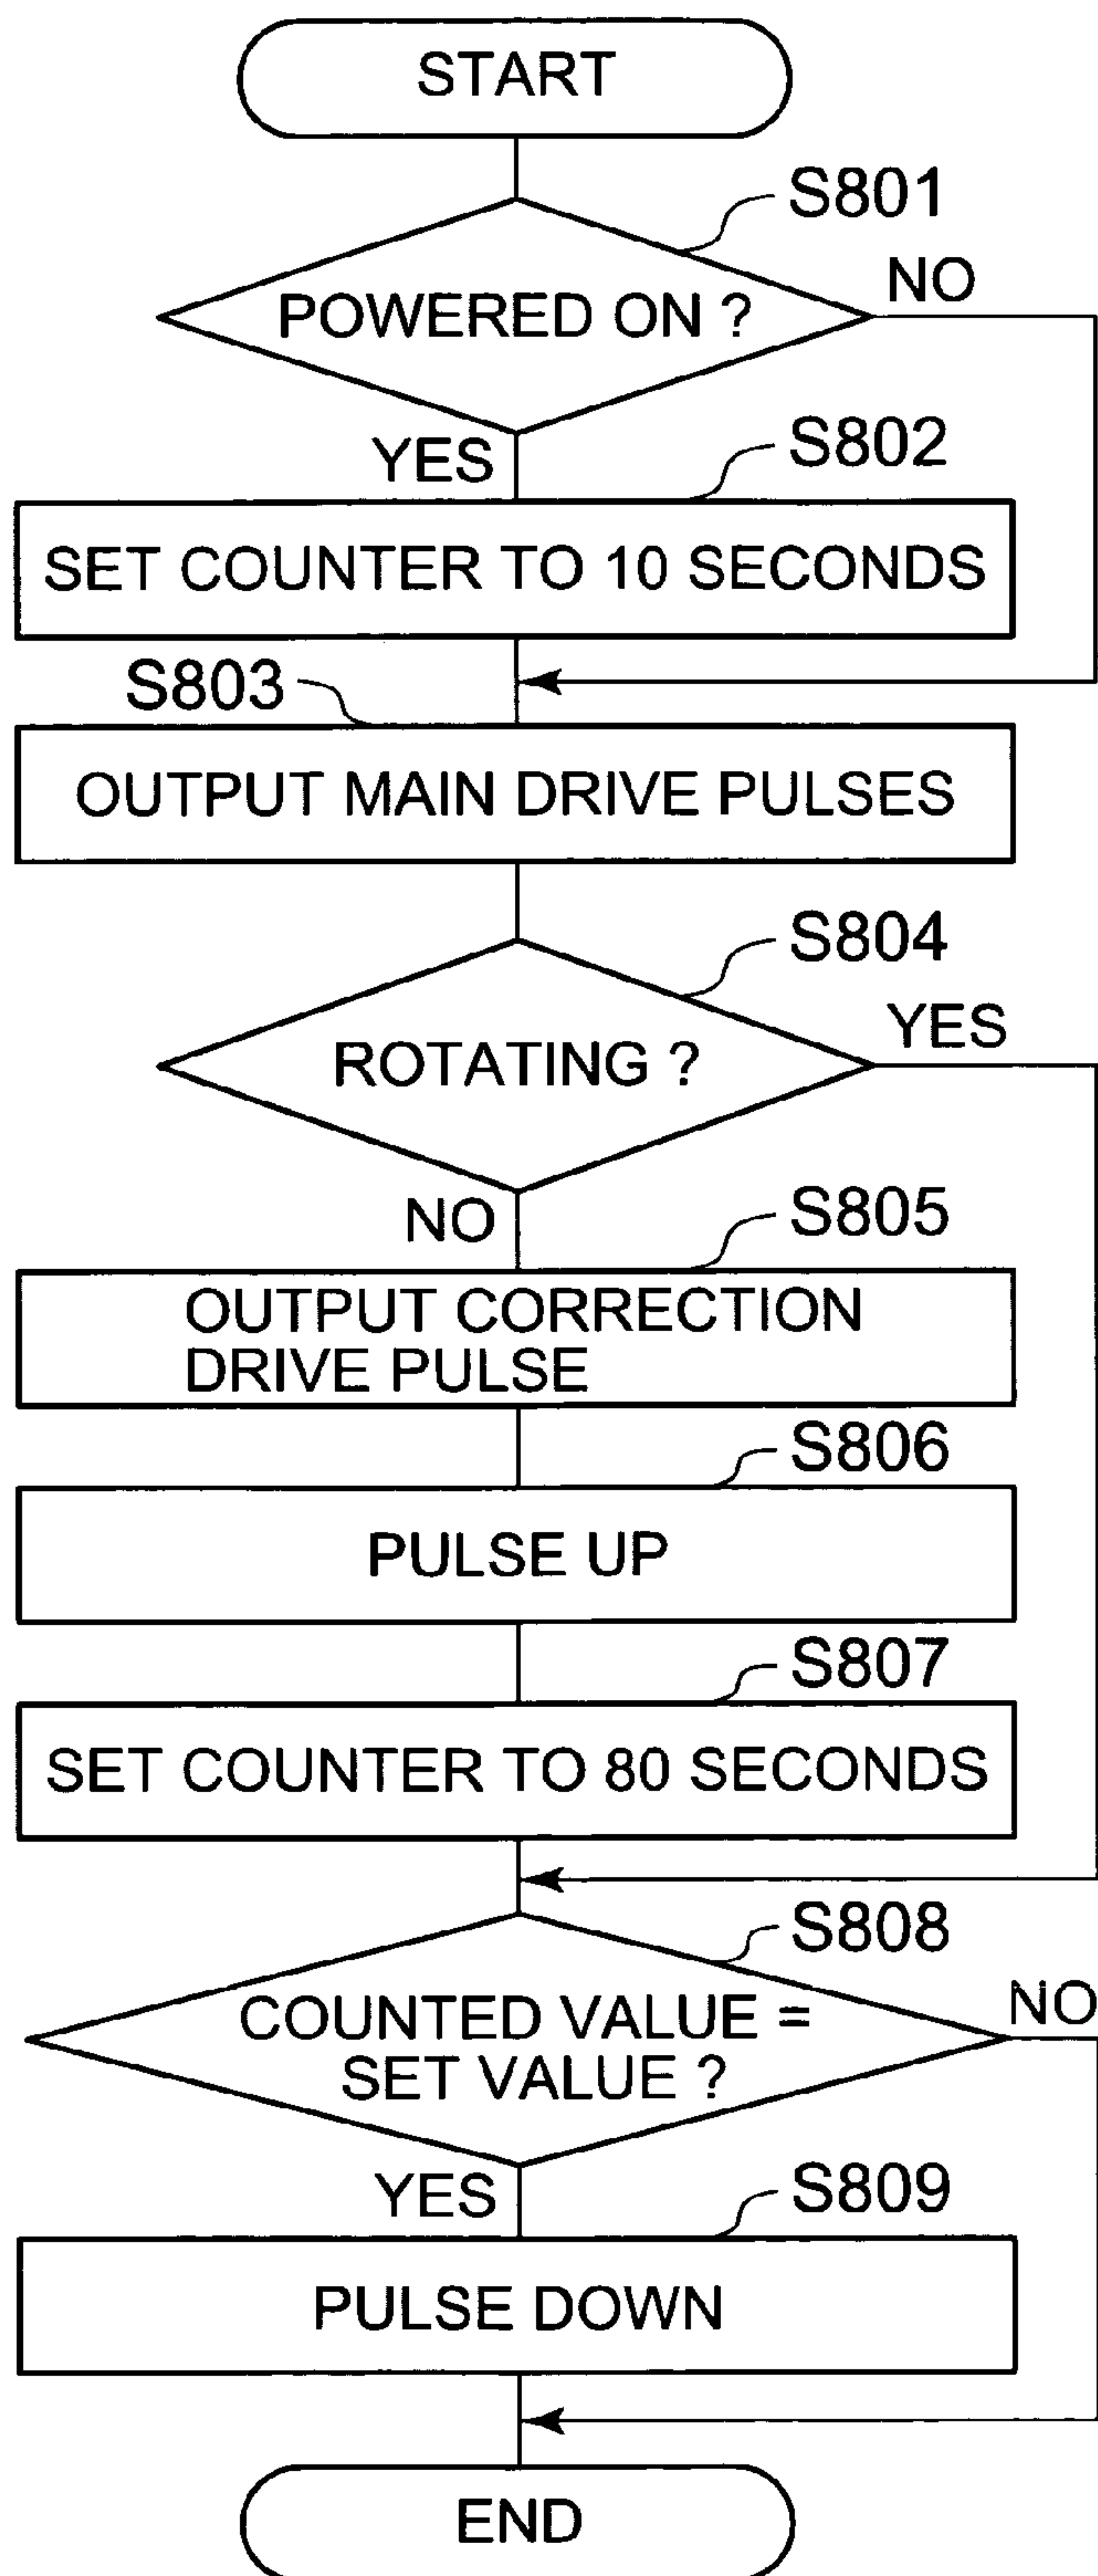 START
S801
POWERED ON ?
NO
YES
S802
SET COUNTER TO 10 SECONDS
S803
OUTPUT MAIN DRIVE PULSES
S804
ROTATING ?
YES
NO
S805
OUTPUT CORRECTION
DRIVE PULSE
S806
PULSE UP
S807
SET COUNTER TO 80 SECONDS
S808
COUNTED VALUE =
SET VALUE ?
NO
YES
S809
PULSE DOWN
END